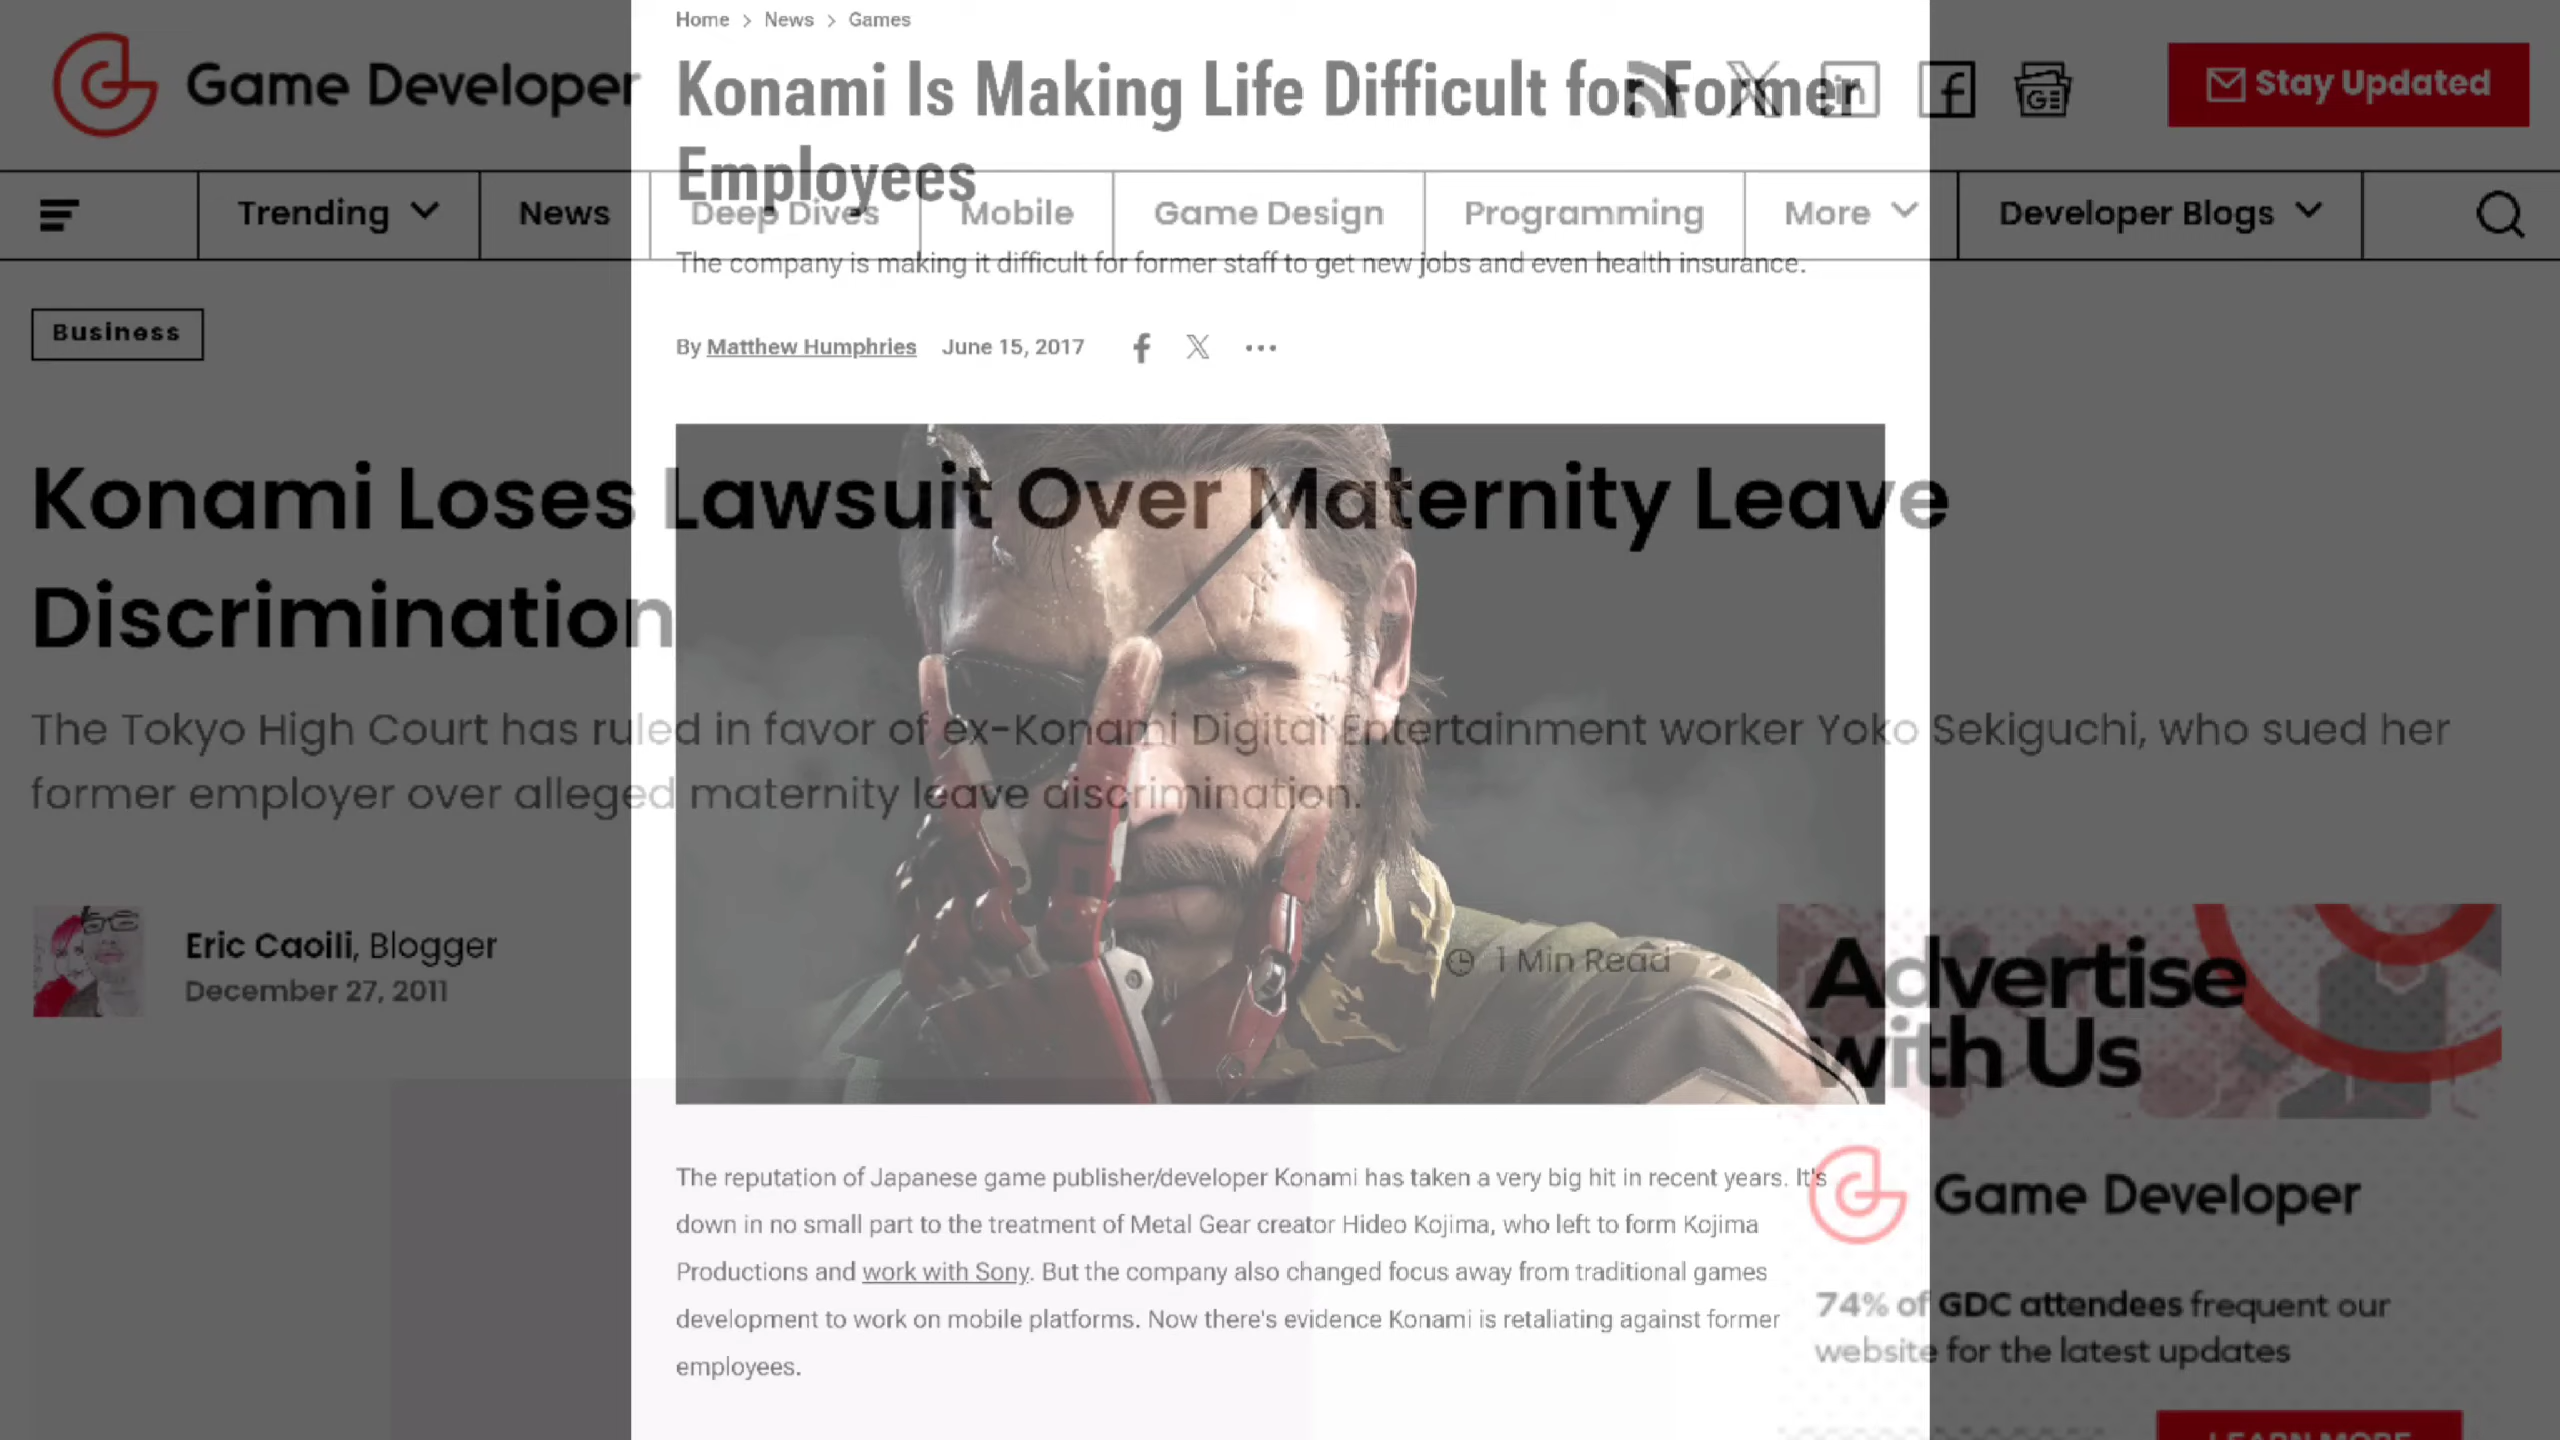 Home > News > Games
Konami Is Making Life Difficult for Former
Employees
The company is making it difficult for former staff to get new jobs and even health insurance.
By Matthew Humphries June 15, 2017
The reputation of Japanese game publisher/developer Konami has taken a very big hit in recent years. It's
down in no small part to the treatment of Metal Gear creator Hideo Kojima, who left to form Kojima
Productions and work with Sony. But the company also changed focus away from traditional games
development to work on mobile platforms. Now there's evidence Konami is retaliating against former
employees.
Game Developer
Stay Updated
Trending News Deep Dives Mobile Game Design Programming More Developer Blogs
Business
Konami Loses Lawsuit Over Maternity Leave
Discrimination
The Tokyo High Court has ruled in favor of ex-Konami Digital Entertainment worker Yoko Sekiguchi, who sued her
former employer over alleged maternity leave discrimination.
Eric Caoili, Blogger
December 27, 2011
1 Min Read
Advertise
with Us
Game Developer
74% of GDC attendees frequent our
website for the latest updates
LEARN MORE